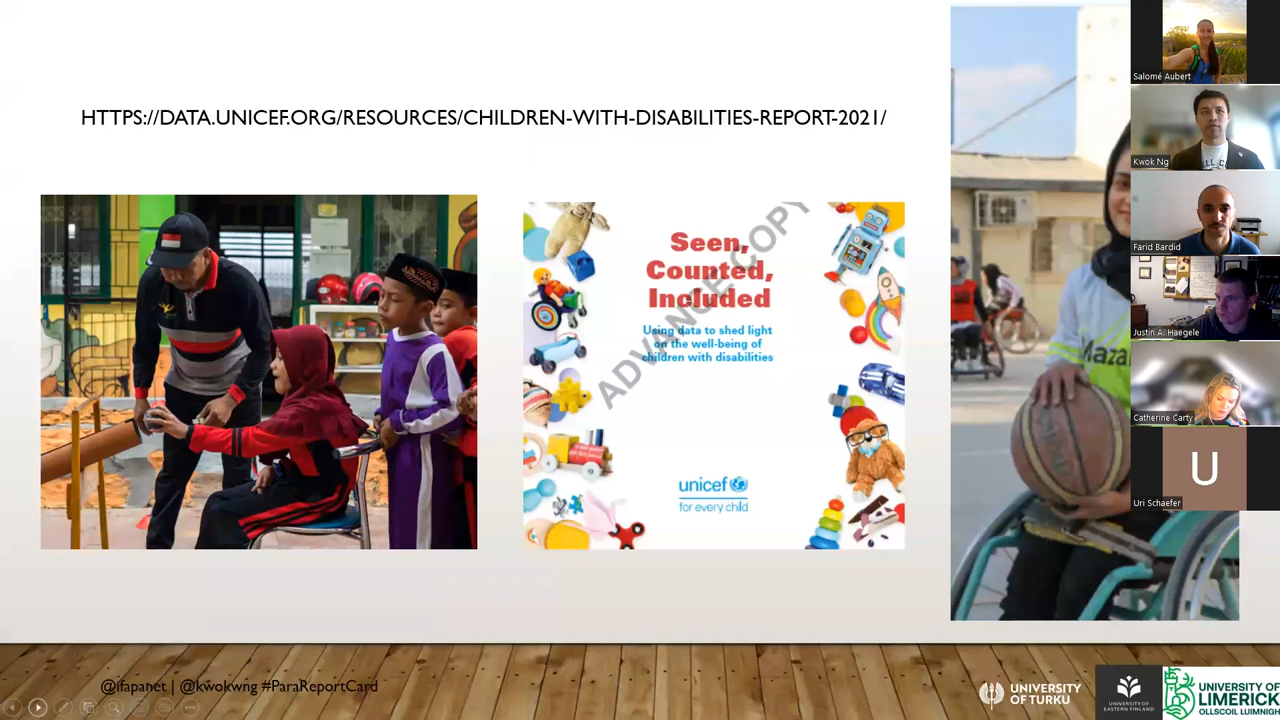 HTTPS://DATA.UNICEF.ORG/RESOURCES/CHILDREN-WITH-DISABILITIES-REPORT-2021/
Seen,
Counted,
Included
Using data to shed light
on the well-being of
children with disabilities
ADVANCE COPY
unicef
for every child
Maza
Salomé Aubert
Kwok Ng
Farid Bardid
Justin A. Haegele
Catherine Carty
U
Uri Schaefer
@ifapanet | @kwokwng #ParaReportCard
UNIVERSITY
OF TURKU
UNIVERSITY OF
EASTERN FINLAND
UNIVERSITY OF
LIMERICK
OLLSCOIL LUIMNIGH